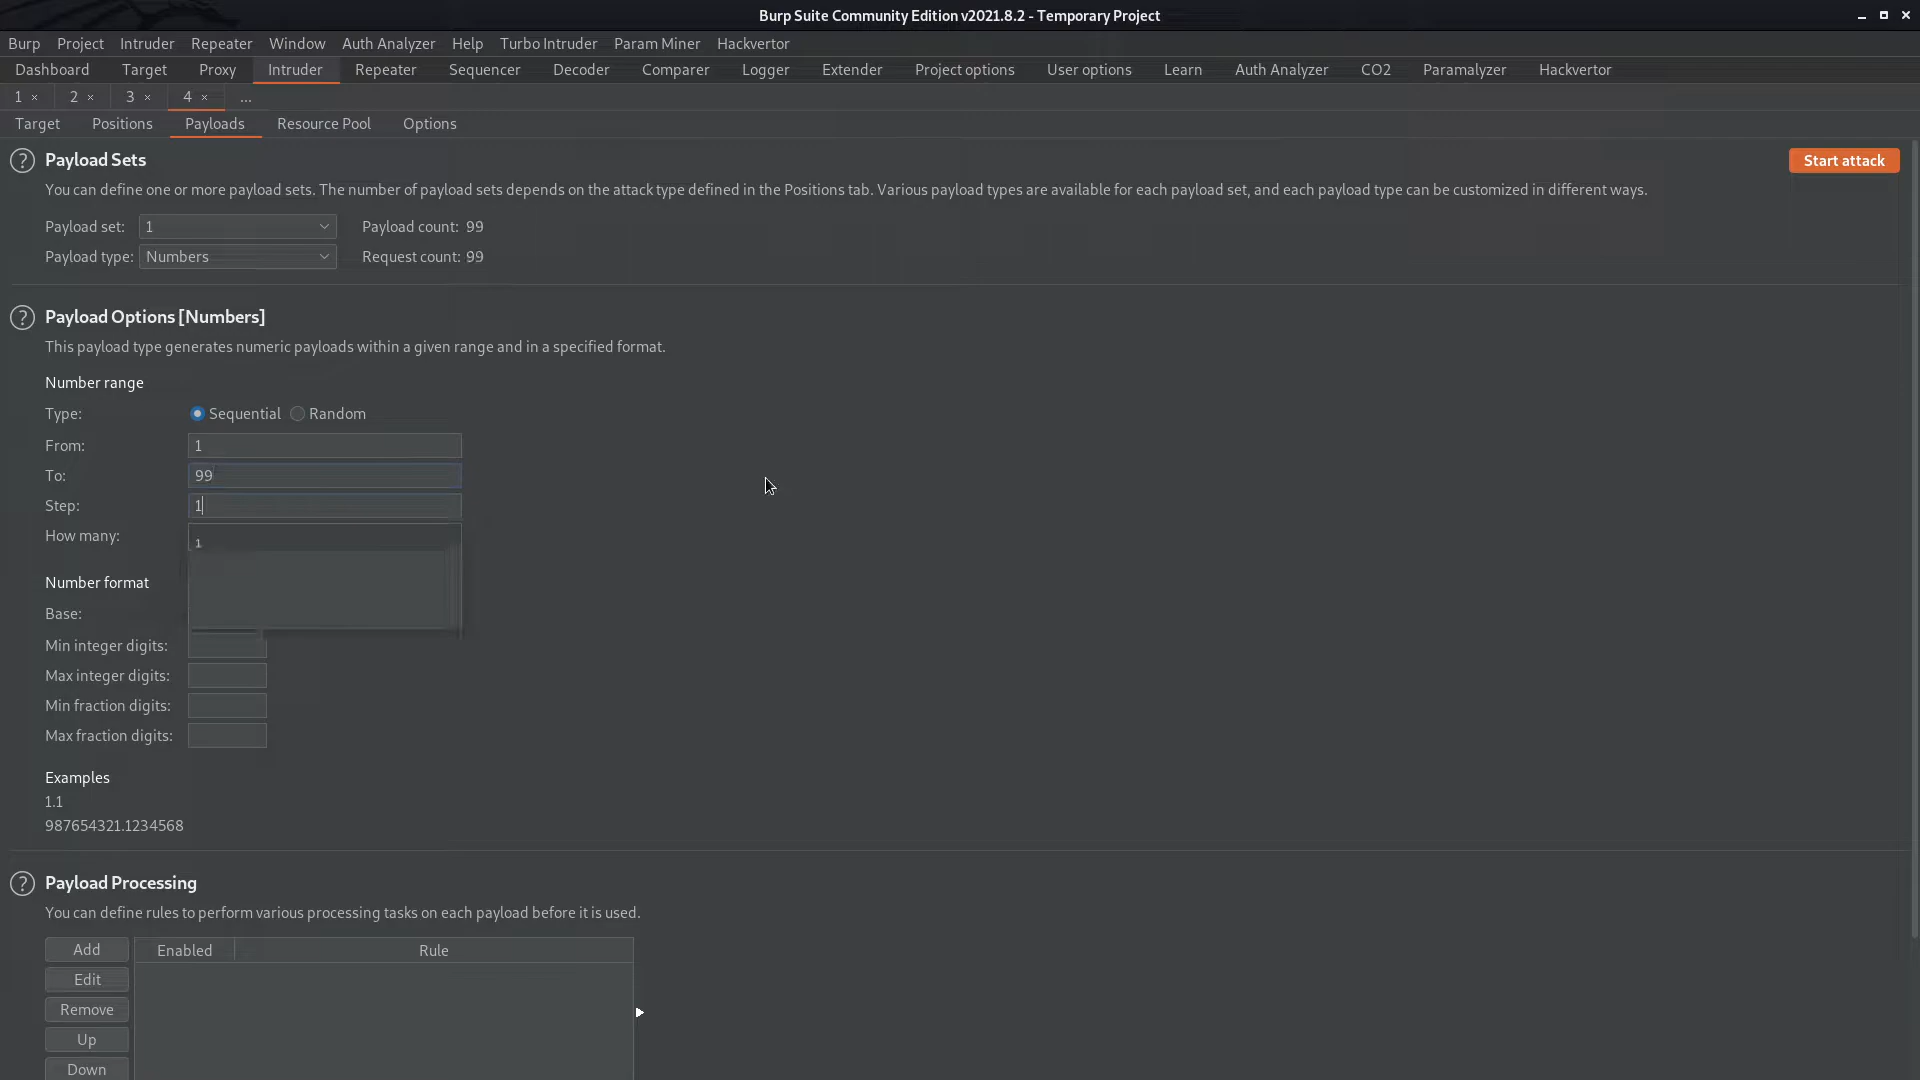 Burp Suite Community Edition v2021.8.2 - Temporary Project
Burp Project Intruder Repeater Window Auth Analyzer Help Turbo Intruder Param Miner Hackvertor
Dashboard Target Proxy Intruder Repeater Sequencer Decoder Comparer Logger Extender Project options User options Learn Auth Analyzer CO2 Paramalyzer Hackvertor
1 × 2 × 3 × 4 × ...
Target Positions Payloads Resource Pool Options
? Payload Sets Start attack
You can define one or more payload sets. The number of payload sets depends on the attack type defined in the Positions tab. Various payload types are available for each payload set, and each payload type can be customized in different ways.
Payload set: 1 Payload count: 99
Payload type: Numbers Request count: 99
? Payload Options [Numbers]
This payload type generates numeric payloads within a given range and in a specified format.
Number range
Type: Sequential Random
From: 1
To: 99
Step: 1
How many: 1
Number format
Base:
Min integer digits:
Max integer digits:
Min fraction digits:
Max fraction digits:
Examples
1.1
987654321.1234568
? Payload Processing
You can define rules to perform various processing tasks on each payload before it is used.
Add Enabled Rule
Edit
Remove
Up
Down